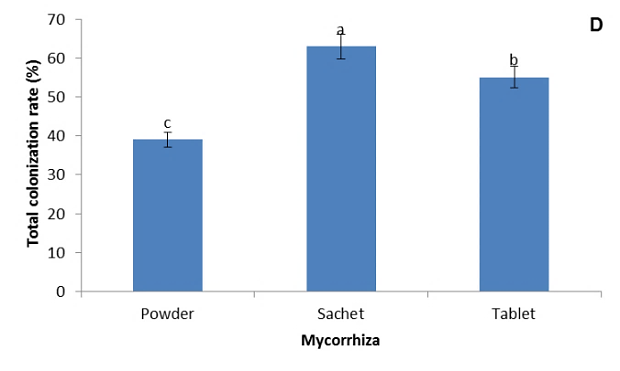 D
Total colonization rate (%)
70
60
50
40
30
20
10
0
c
a
b
Powder
Sachet
Tablet
Mycorrhiza